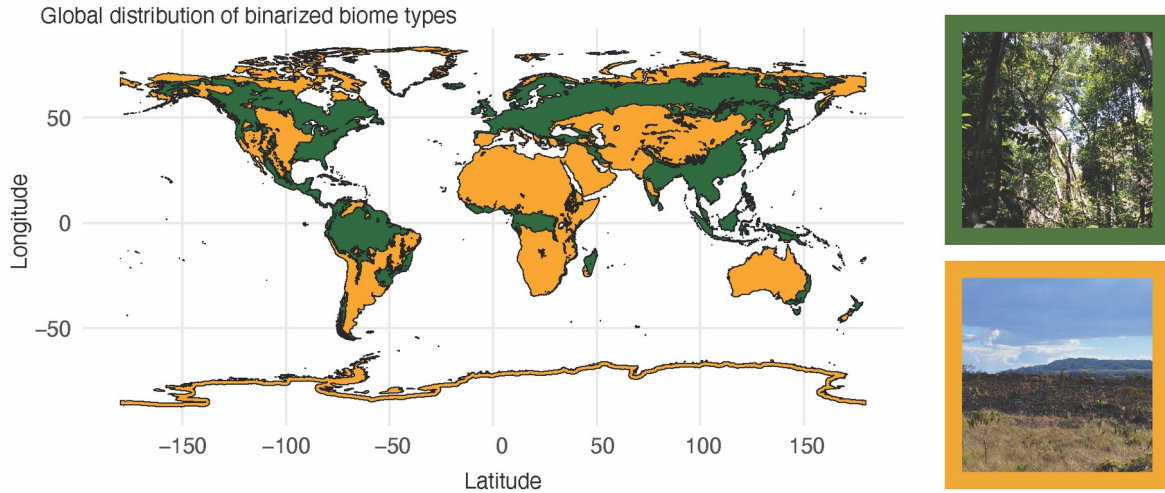 Global distribution of binarized biome types
50
0
−50
Longitude
−150 −100 −50 0 50 100 150
Latitude